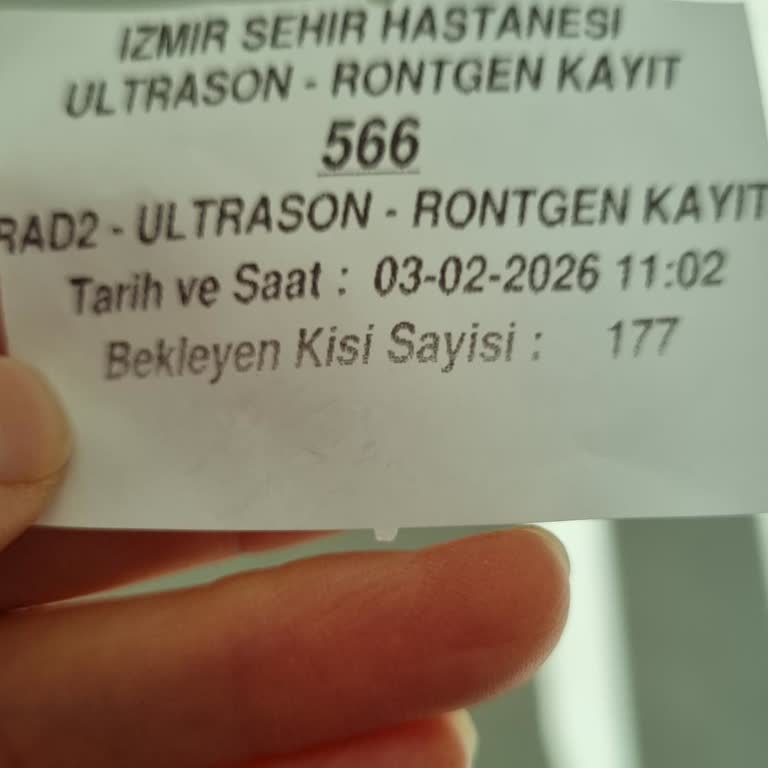 IZMIR SEHIR HASTANESI
ULTRASON - RONTGEN KAYIT
566
RAD2 - ULTRASON - RONTGEN KAYIT
Tarih ve Saat : 03-02-2026 11:02
Bekleyen Kisi Sayisi : 177